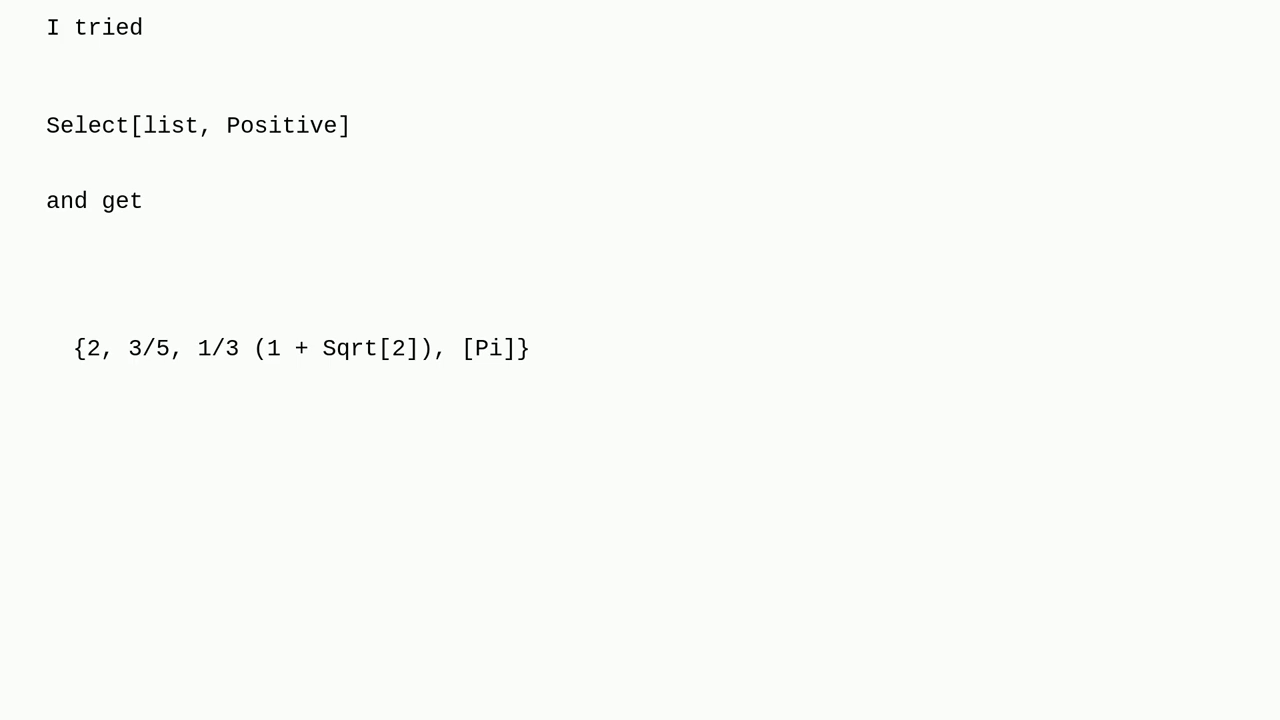 I tried
Select[list, Positive]
and get
{2, 3/5, 1/3 (1 + Sqrt[2]), [Pi]}